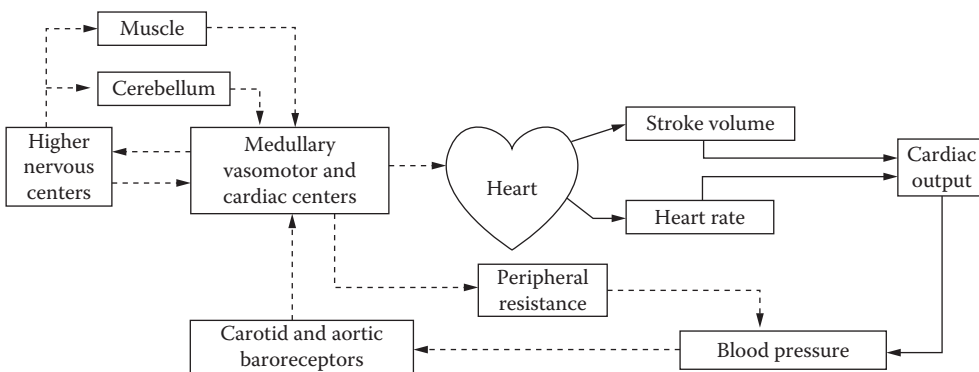 Muscle
Cerebellum
Higher
nervous
centers
Medullary
vasomotor and
cardiac centers
Heart
Stroke volume
Heart rate
Cardiac
output
Peripheral
resistance
Carotid and aortic
baroreceptors
Blood pressure